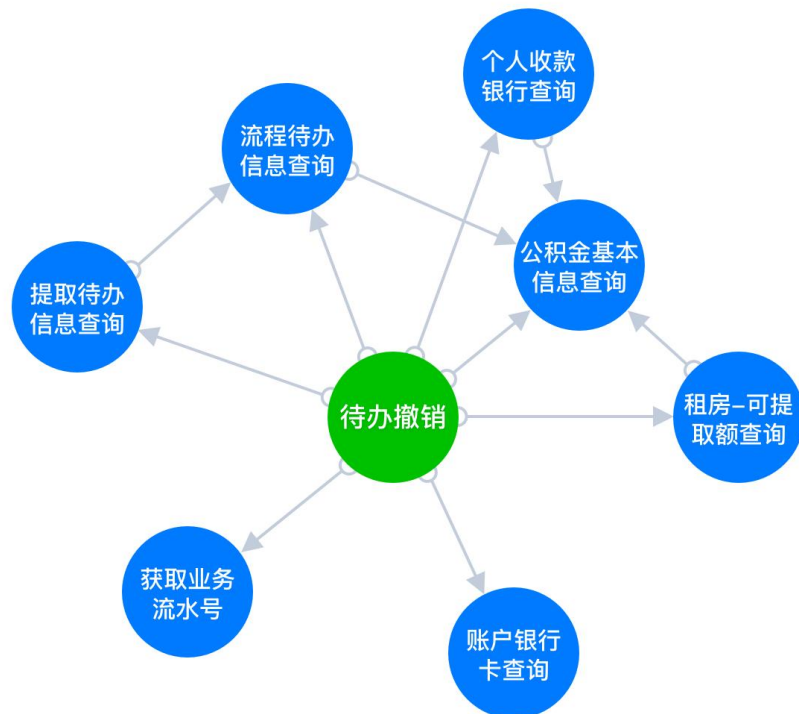 个人收款
银行查询
流程待办
信息查询
公积金基本
信息查询
提取待办
信息查询
待办撤销
租房-可提
取额查询
获取业务
流水号
账户银行
卡查询